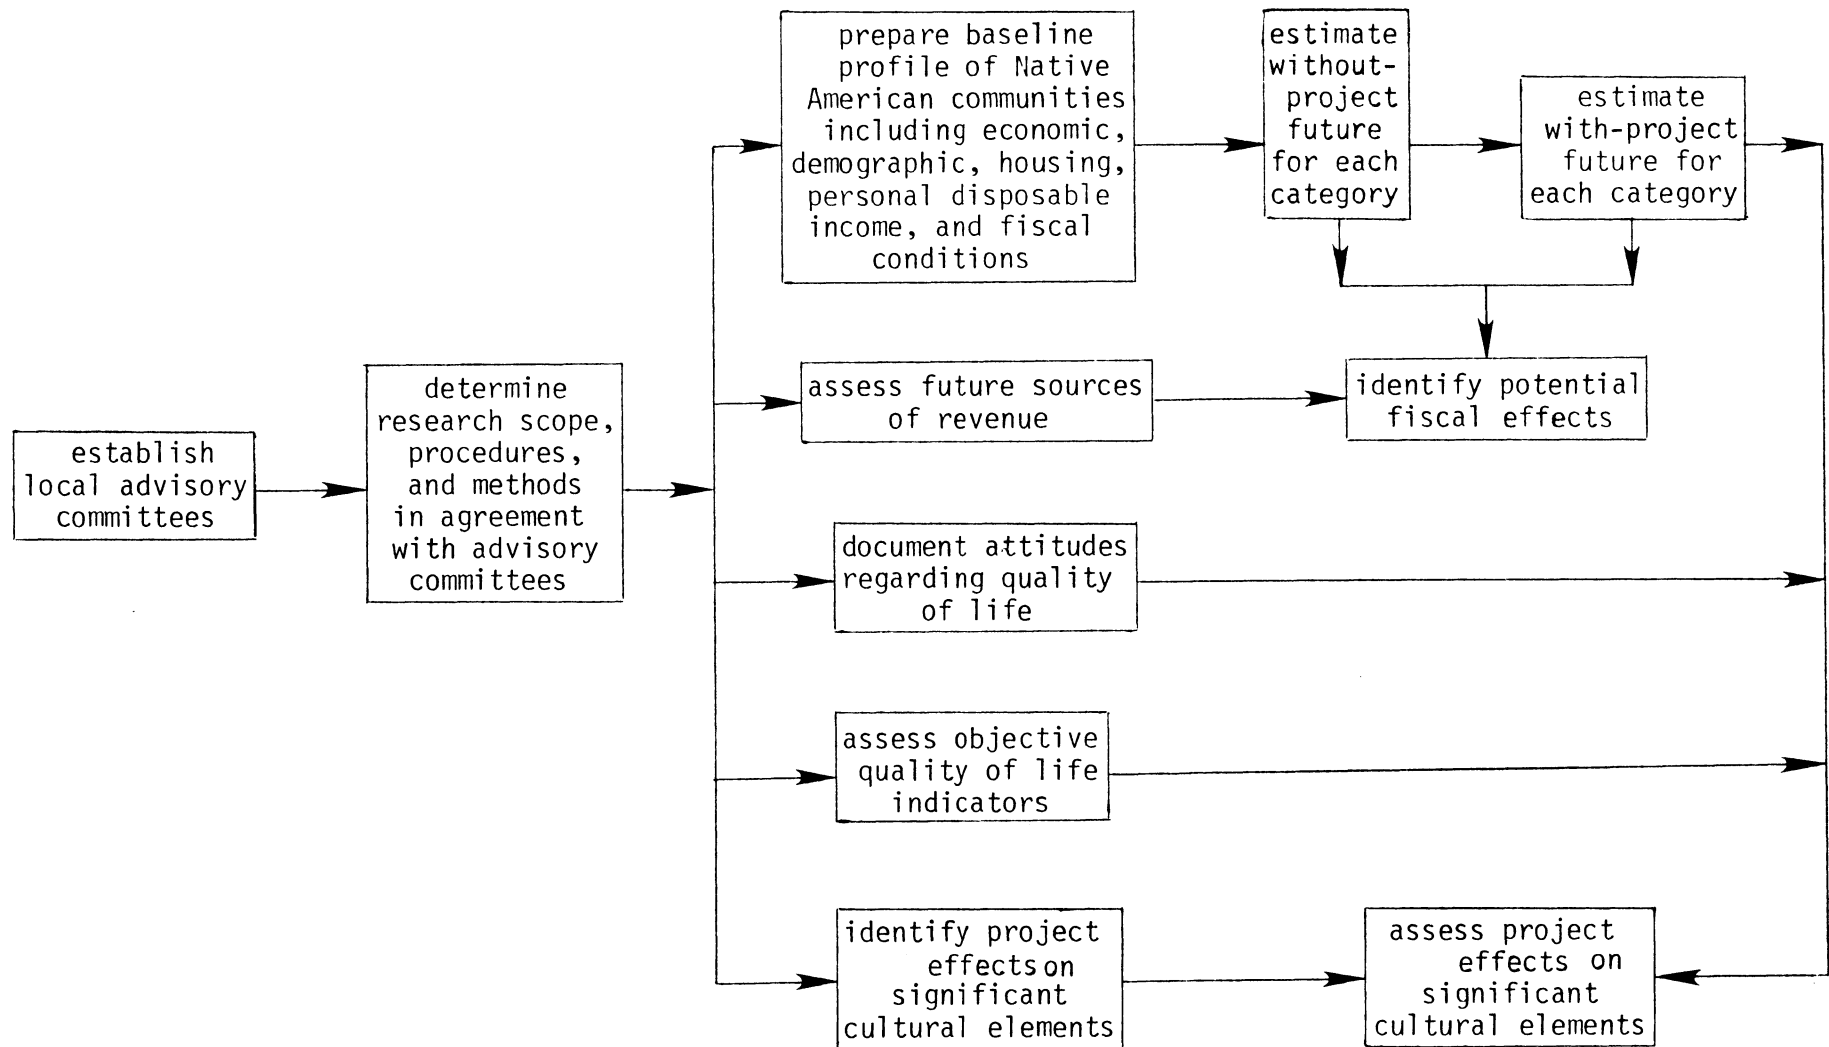 establish
local advisory
committees
determine
research scope,
procedures,
and methods
in agreement
with advisory
committees
prepare baseline
profile of Native
American communities
including economic,
demographic, housing,
personal disposable
income, and fiscal
conditions
estimate
without-
project
future
for each
category
estimate
with-project
future for
each category
assess future sources
of revenue
identify potential
fiscal effects
document attitudes
regarding quality
of life
assess objective
quality of life
indicators
identify project
effects on
significant
cultural elements
assess project
effects on
significant
cultural elements